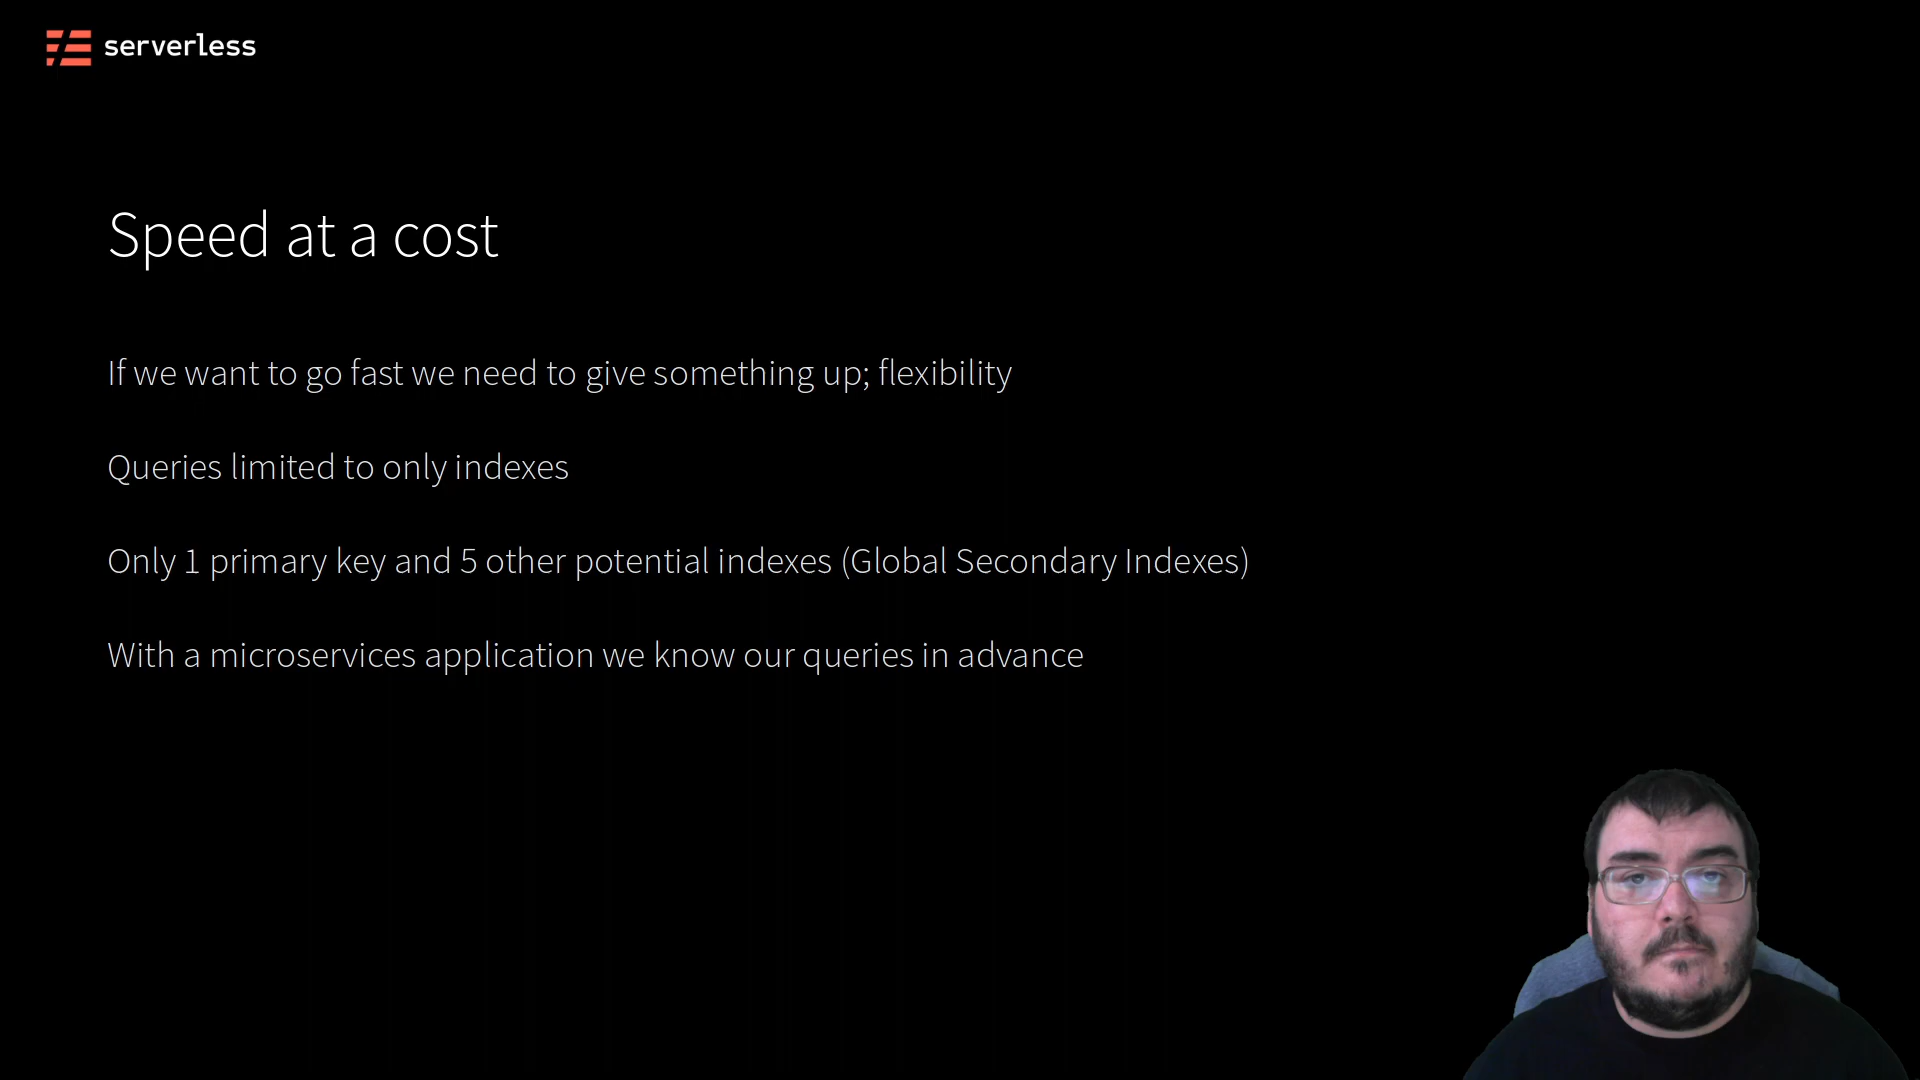 serverless
Speed at a cost
If we want to go fast we need to give something up; flexibility
Queries limited to only indexes
Only 1 primary key and 5 other potential indexes (Global Secondary Indexes)
With a microservices application we know our queries in advance